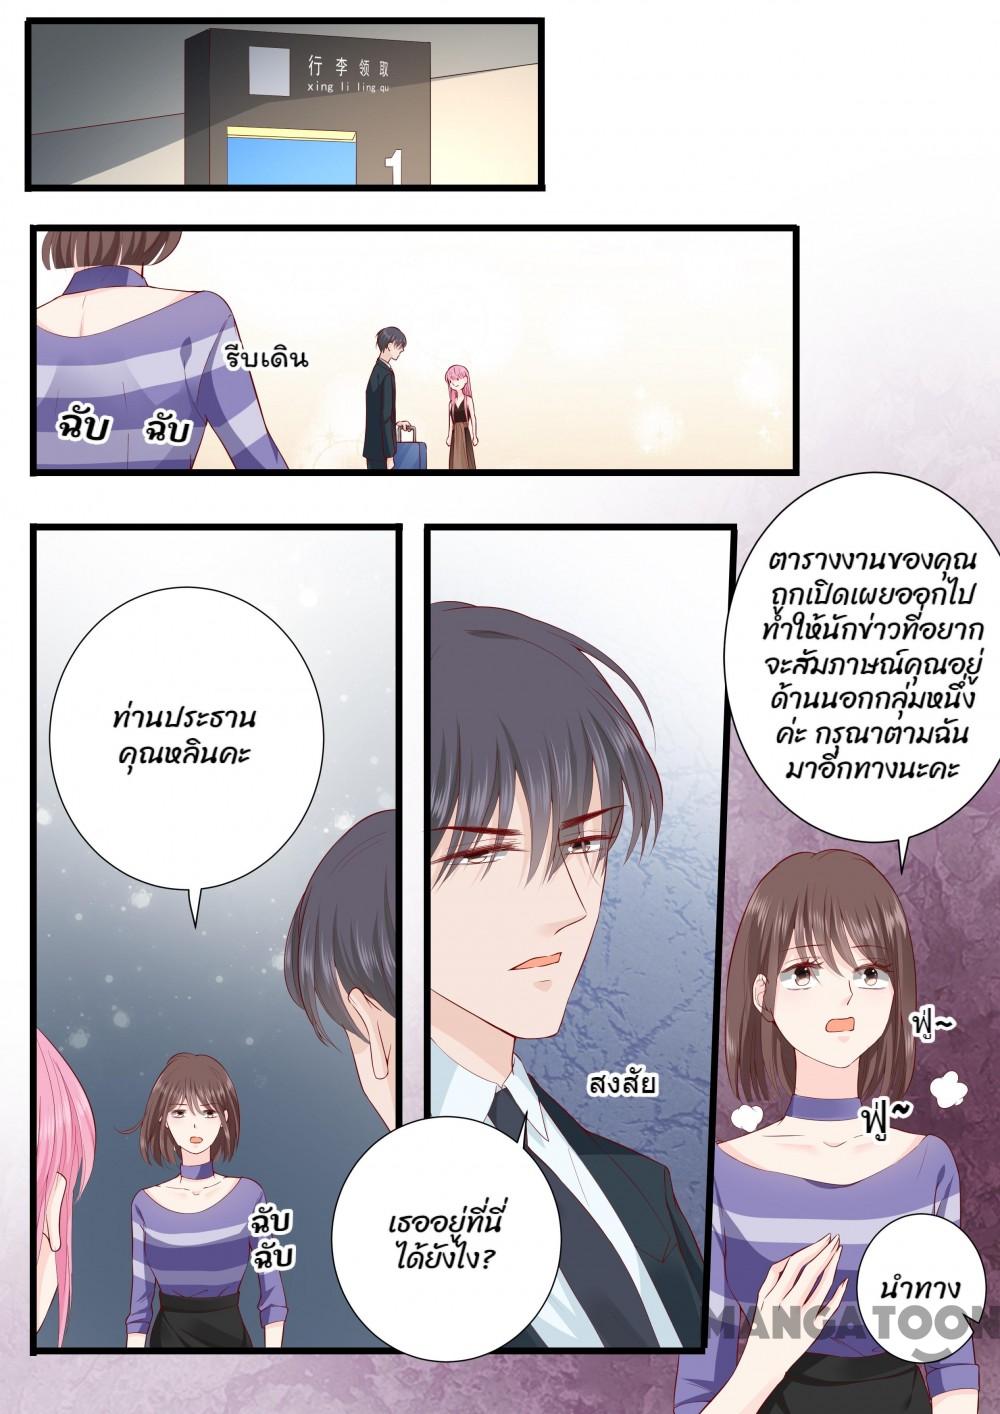 行李领取
xing li ling qu
1
รีบเดิน
ฉับ ฉับ
ตารางงานของคุณ
ถูกเปิดเผยออกไป
ทำให้นักข่าวที่อยาก
จะสัมภาษณ์คุณอยู่
ด้านนอกกลุ่มหนึ่ง
ค่ะ กรุณาตามฉัน
มาอีกทางนะคะ
ท่านประธาน
คุณหลินคะ
ฟู่~
สงสัย
ฟู่~
ฉับ
ฉับ
เธออยู่ที่นี่
ได้ยังไง?
นำทาง
MANGATOON